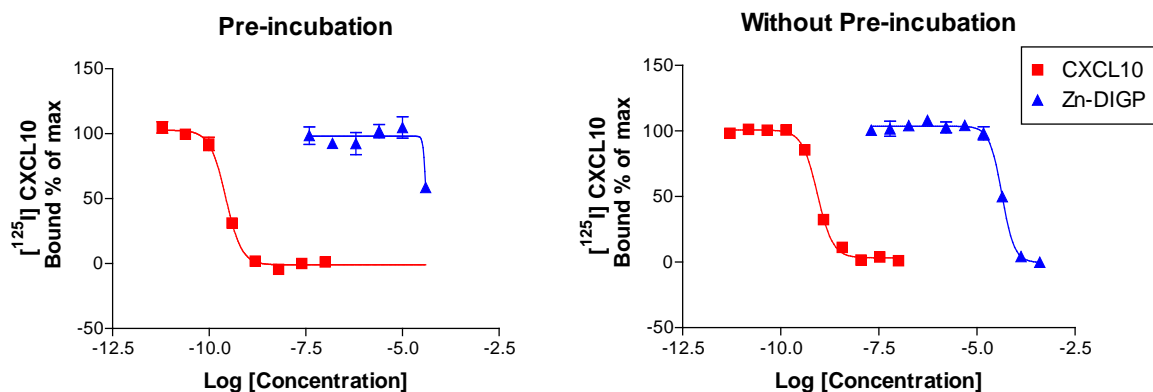 Pre-incubation
150
100
50
0
-50
[¹²⁵I] CXCL10
Bound % of max
-12.5 -10.0 -7.5 -5.0 -2.5
Log [Concentration]
Without Pre-incubation
CXCL10
Zn-DIGP
150
100
50
0
-50
[¹²⁵I] CXCL10
Bound % of max
-12.5 -10.0 -7.5 -5.0 -2.5
Log [Concentration]